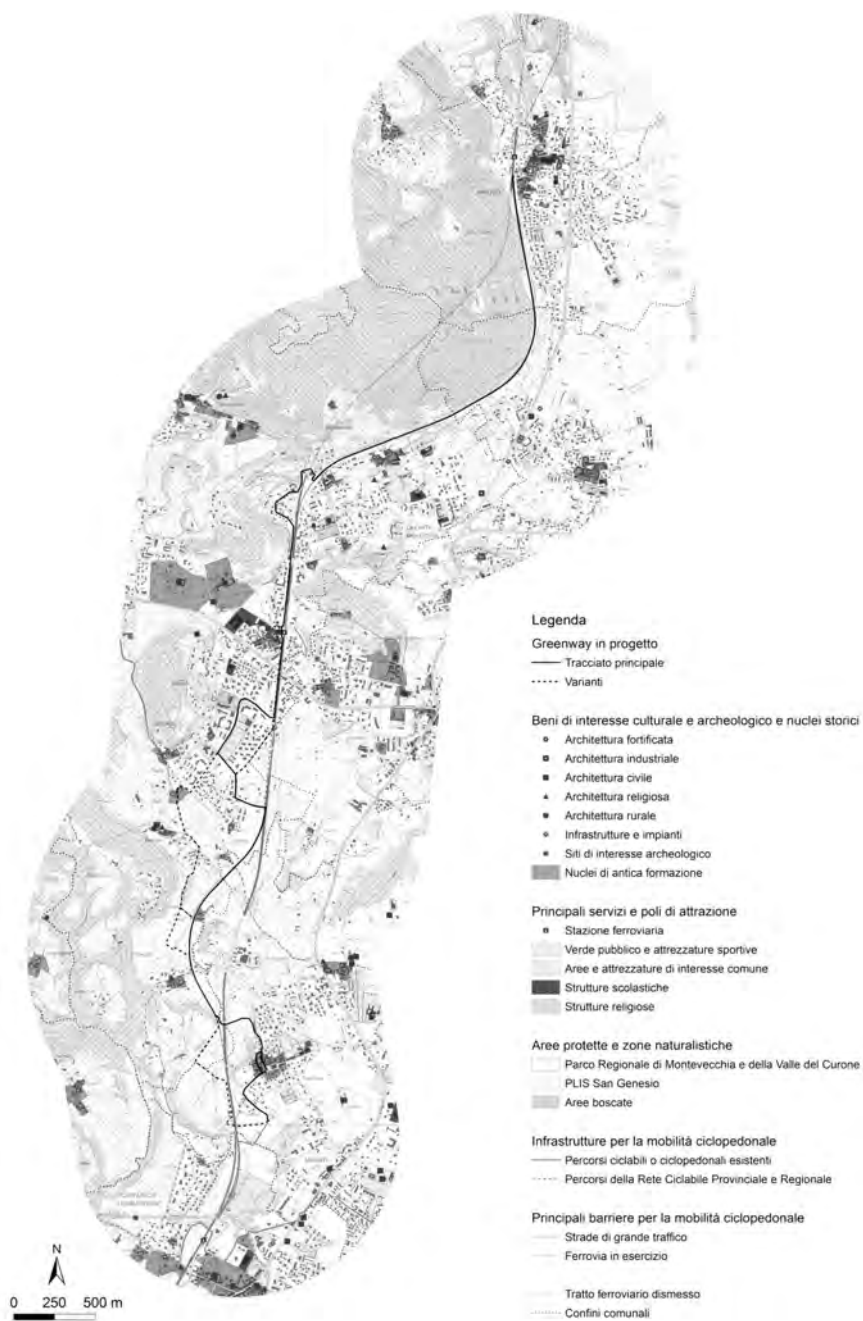 Legenda
Greenway in progetto
Tracciato principale
Varianti
Beni di interesse culturale e archeologico e nuclei storici
Architettura fortificata
Architettura industriale
Architettura civile
Architettura religiosa
Architettura rurale
Infrastrutture e impianti
Siti di interesse archeologico
Nuclei di antica formazione
Principali servizi e poli di attrazione
Stazione ferroviaria
Verde pubblico e attrezzature sportive
Aree e attrezzature di interesse comune
Strutture scolastiche
Strutture religiose
Aree protette e zone naturalistiche
Parco Regionale di Montevecchia e della Valle del Curone
PLIS San Genesio
Aree boscate
Infrastrutture per la mobilità ciclopedonale
Percorsi ciclabili o ciclopedonali esistenti
Percorsi della Rete Ciclabile Provinciale e Regionale
Principali barriere per la mobilità ciclopedonale
Strade di grande traffico
Ferrovia in esercizio
Tratto ferroviario dismesso
Confini comunali
N
0 250 500 m